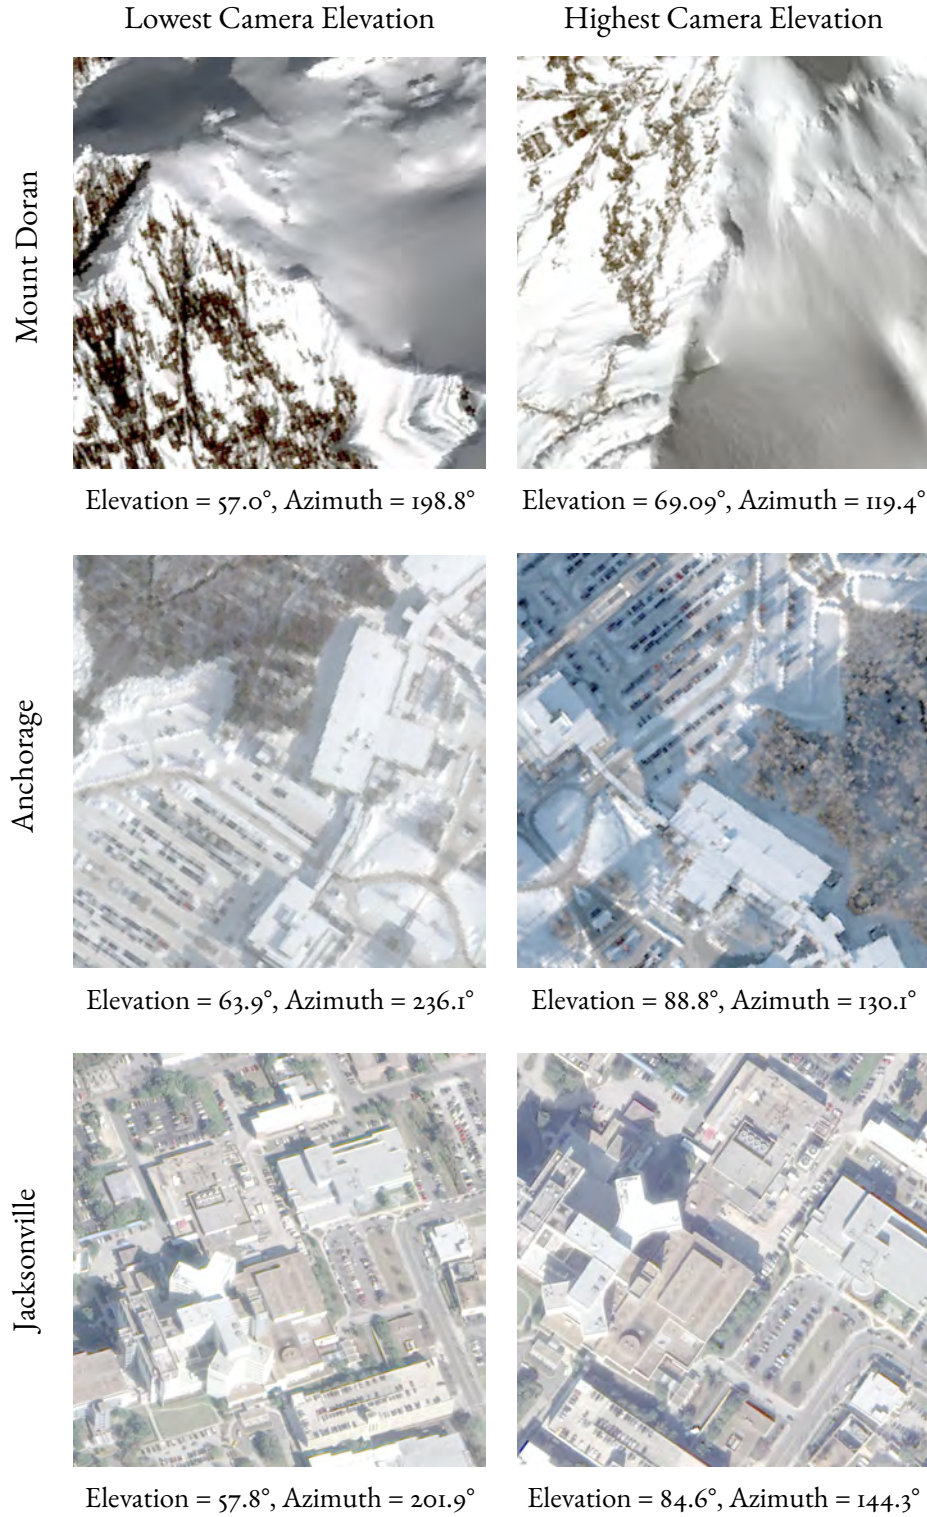 Lowest Camera Elevation
Highest Camera Elevation
Mount Doran
Elevation = 57.0°, Azimuth = 198.8°
Elevation = 69.09°, Azimuth = 119.4°
Anchorage
Elevation = 63.9°, Azimuth = 236.1°
Elevation = 88.8°, Azimuth = 130.1°
Jacksonville
Elevation = 57.8°, Azimuth = 201.9°
Elevation = 84.6°, Azimuth = 144.3°